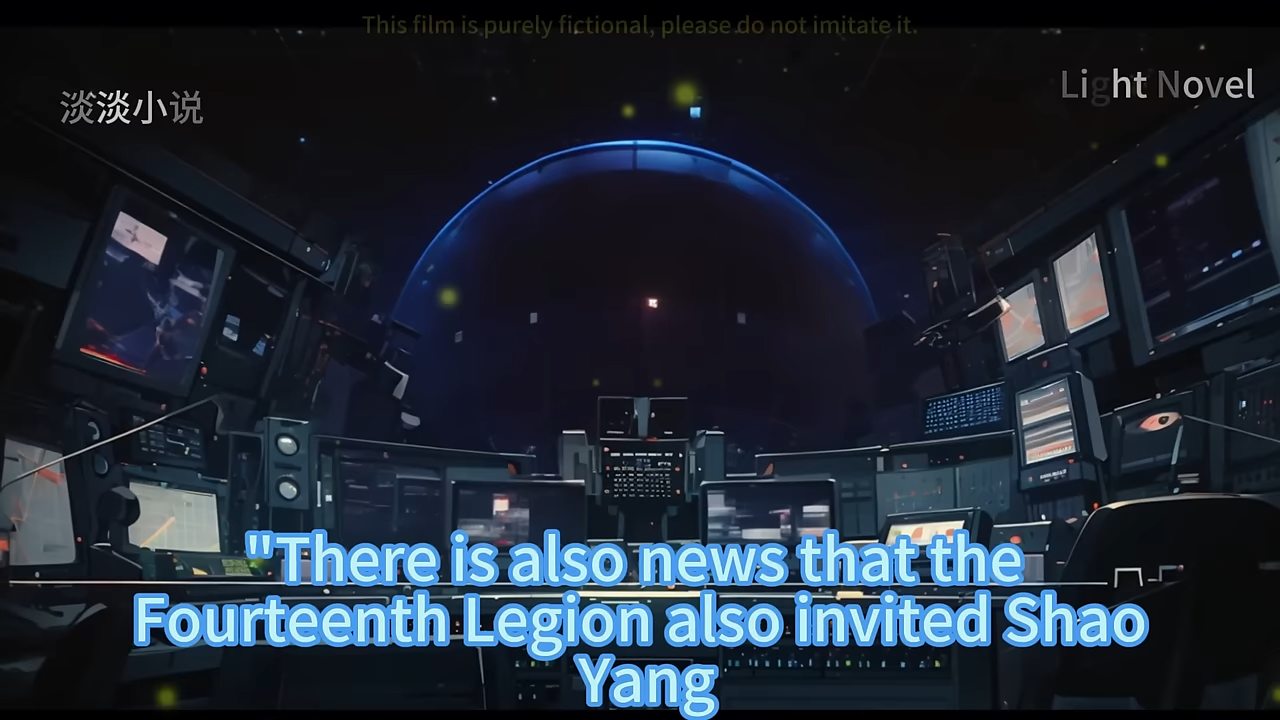 This film is purely fictional, please do not imitate it.
淡淡小说
Light Novel
"There is also news that the
Fourteenth Legion also invited Shao
Yang